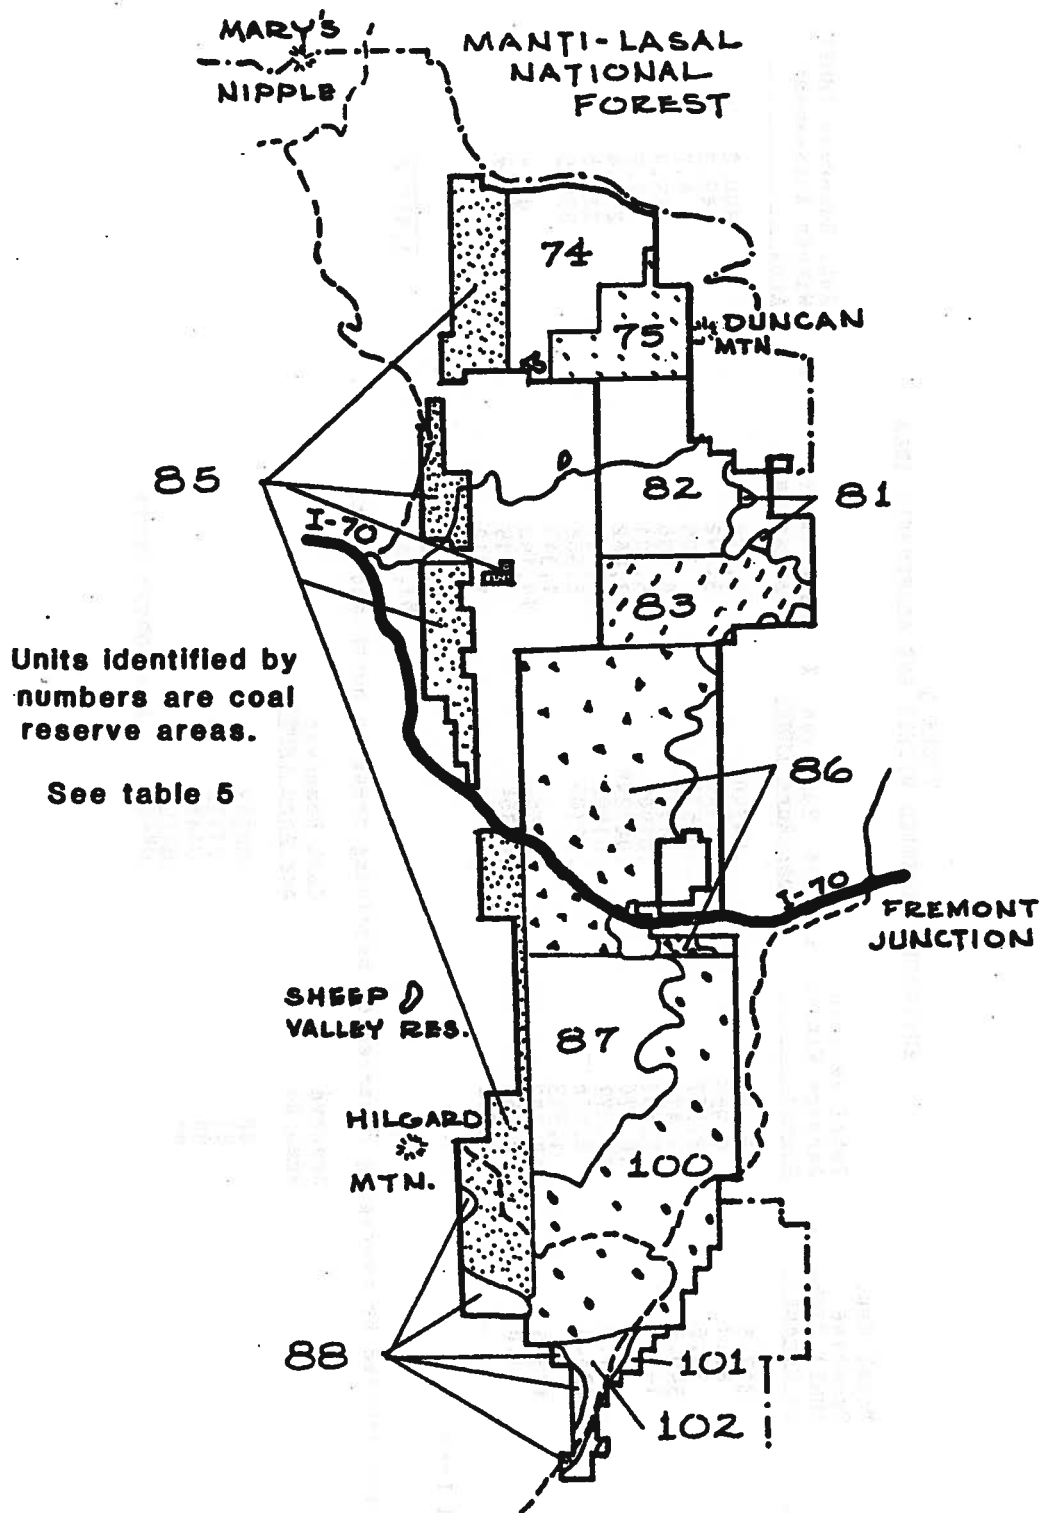 MARY'S
NIPPLE
MANTI-LASAL
NATIONAL
FOREST
74
75
DUNCAN
MTN.
85
82
81
I-70
83
Units identified by
numbers are coal
reserve areas.
See table 5
86
I-70
FREMONT
JUNCTION
SHEEP
VALLEY RES.
87
HILGARD
MTN.
100
88
101
102